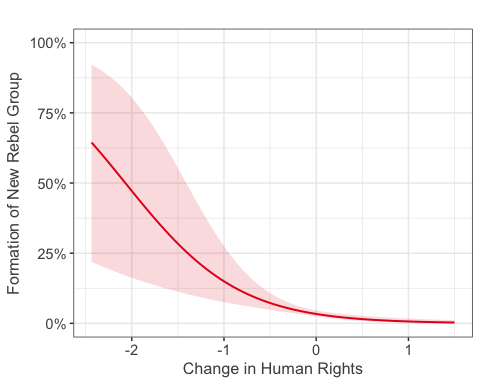 100%
75%
50%
25%
0%
Formation of New Rebel Group
-2 -1 0 1
Change in Human Rights